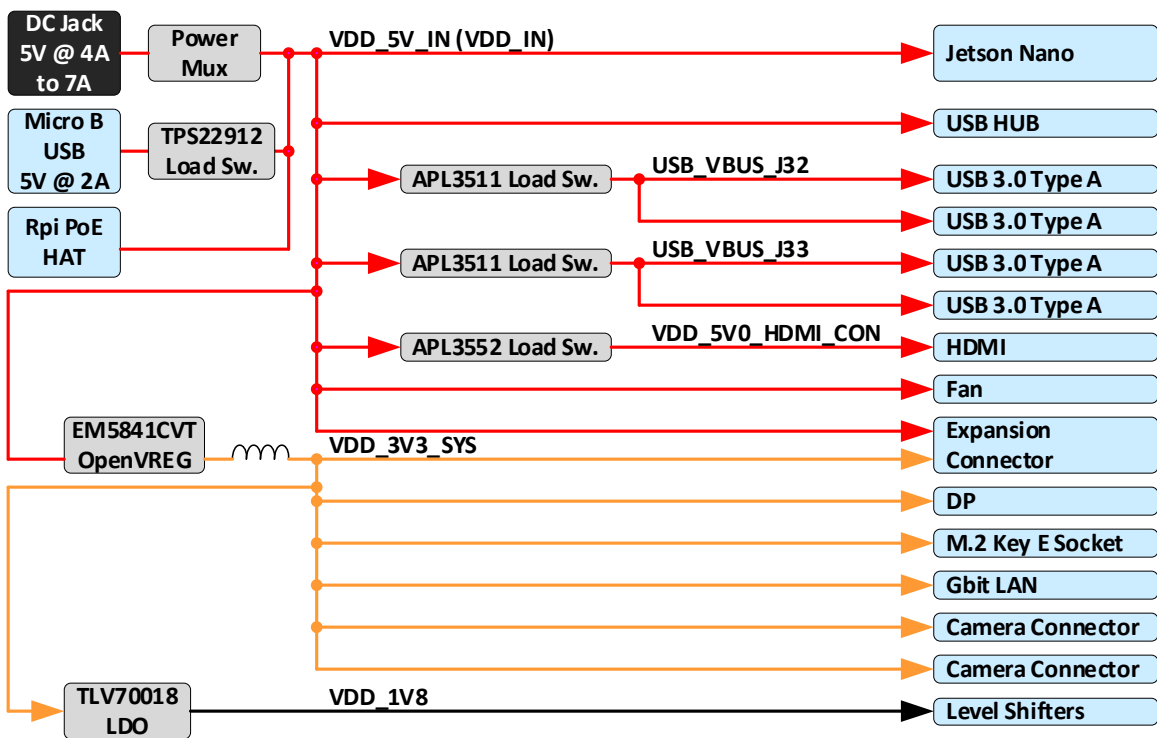 DC Jack
5V @ 4A
to 7A
Power
Mux
VDD_5V_IN (VDD_IN)
Jetson Nano
Micro B
USB
5V @ 2A
TPS22912
Load Sw.
USB HUB
APL3511 Load Sw.
USB_VBUS_J32
USB 3.0 Type A
USB 3.0 Type A
Rpi PoE
HAT
APL3511 Load Sw.
USB_VBUS_J33
USB 3.0 Type A
USB 3.0 Type A
APL3552 Load Sw.
VDD_5V0_HDMI_CON
HDMI
Fan
EM5841CVT
OpenVREG
VDD_3V3_SYS
Expansion
Connector
DP
M.2 Key E Socket
Gbit LAN
Camera Connector
Camera Connector
TLV70018
LDO
VDD_1V8
Level Shifters